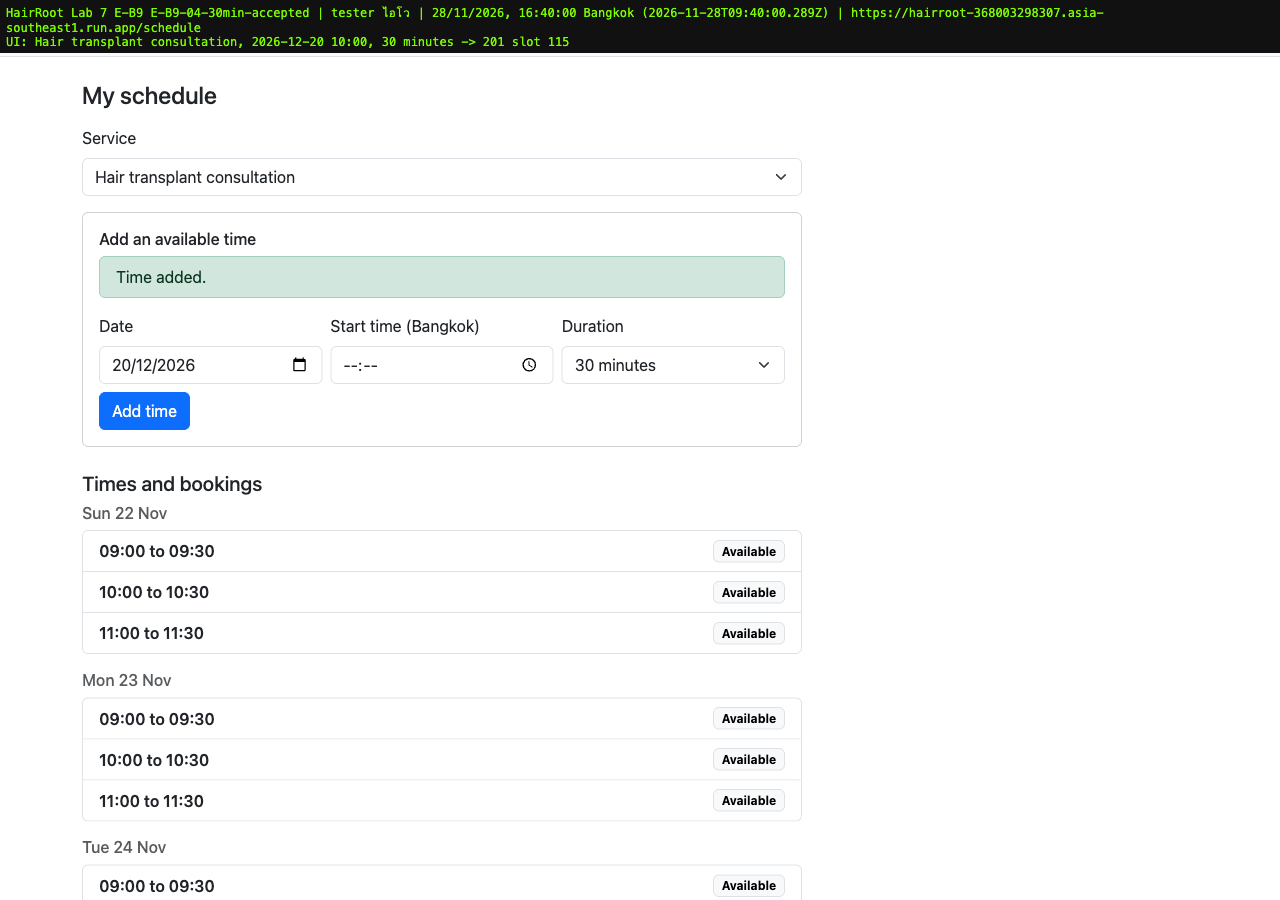 HairRoot Lab 7 E-B9 E-B9-04-30min-accepted | tester ไอโว | 28/11/2026, 16:40:00 Bangkok (2026-11-28T09:40:00.289Z) | https://hairroot-368003298307.asia-
southeast1.run.app/schedule
UI: Hair transplant consultation, 2026-12-20 10:00, 30 minutes -> 201 slot 115
My schedule
Service
Hair transplant consultation
Add an available time
Time added.
Date Start time (Bangkok) Duration
20/12/2026 --:-- 30 minutes
Add time
Times and bookings
Sun 22 Nov
09:00 to 09:30 Available
10:00 to 10:30 Available
11:00 to 11:30 Available
Mon 23 Nov
09:00 to 09:30 Available
10:00 to 10:30 Available
11:00 to 11:30 Available
Tue 24 Nov
09:00 to 09:30 Available